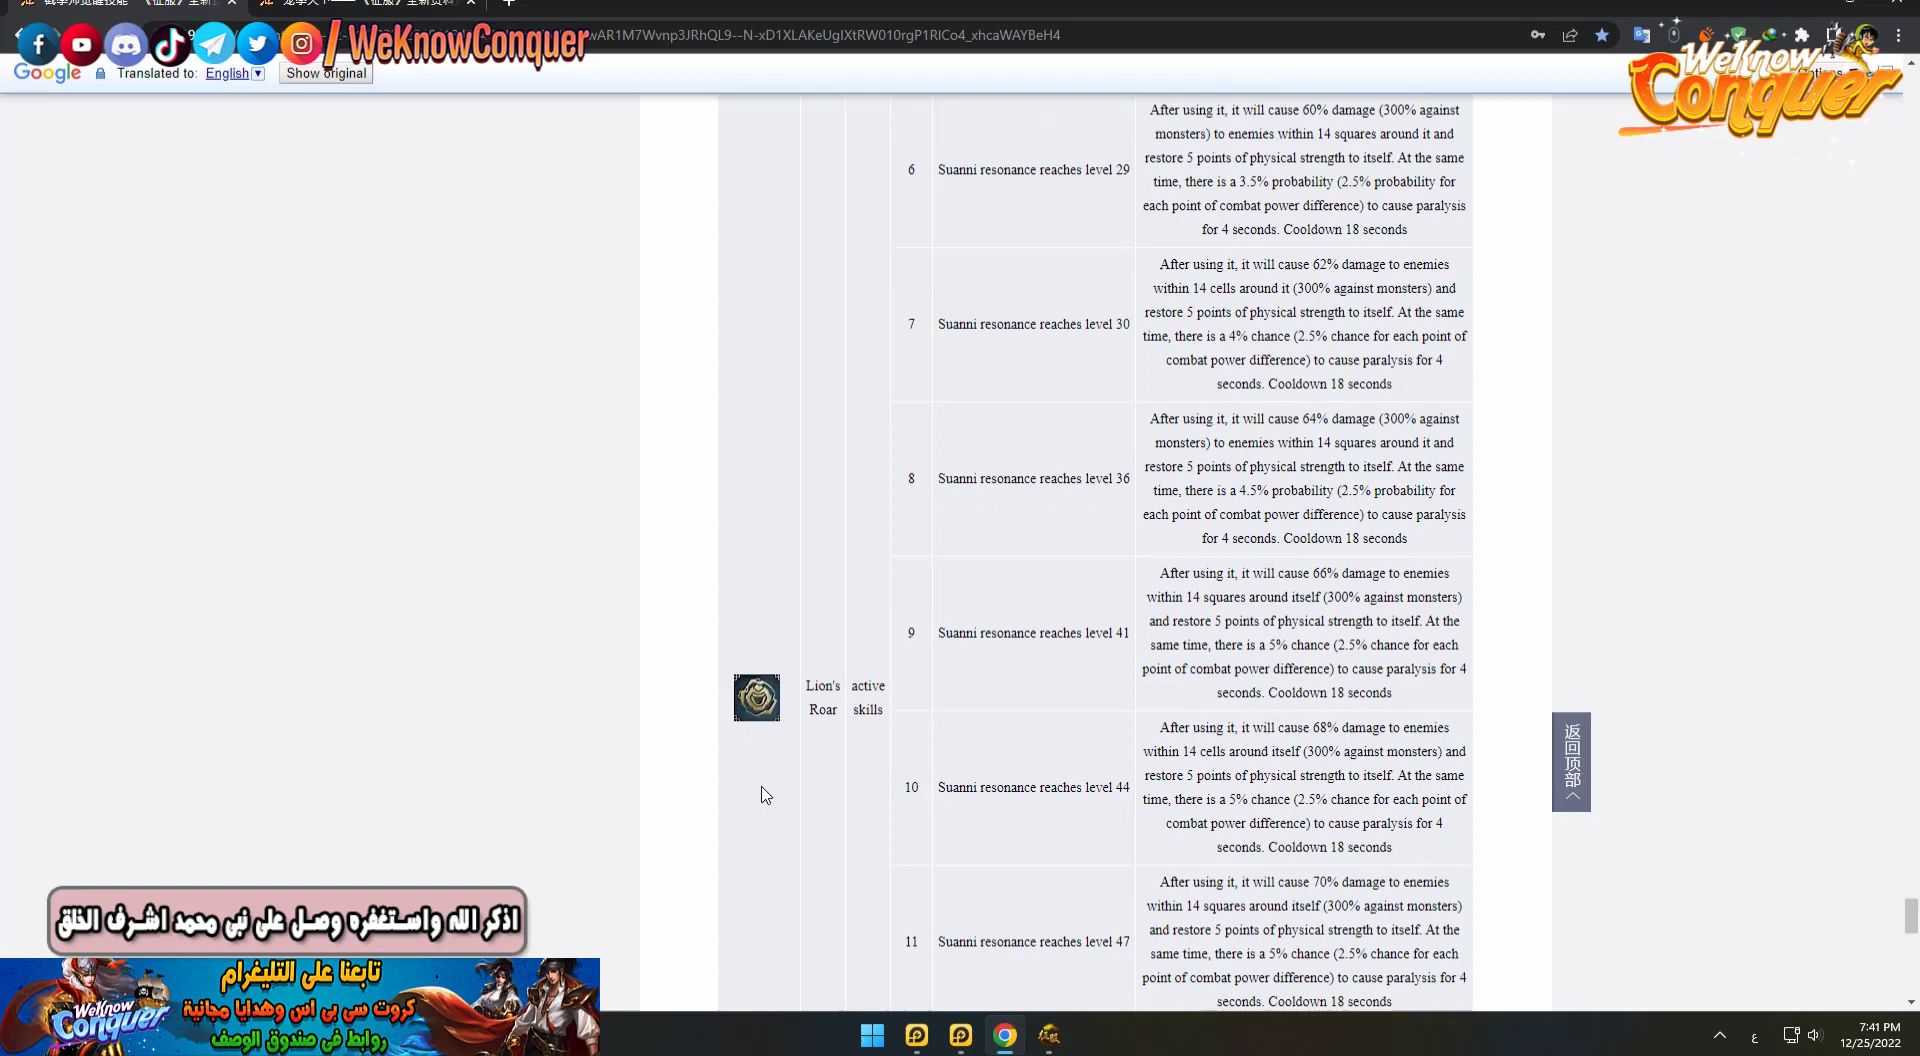 / WeKnowConquer
wAR1M7Wvnp3JRhQL9--N-xD1XLAKeUgIXtRW010rgP1RlCo4_xhcaWAYBeH4
Google Translated to: English Show original
WeKnow
Conquer
After using it, it will cause 60% damage (300% against
monsters) to enemies within 14 squares around it and
restore 5 points of physical strength to itself. At the same
time, there is a 3.5% probability (2.5% probability for
each point of combat power difference) to cause paralysis
for 4 seconds. Cooldown 18 seconds
6
Suanni resonance reaches level 29
After using it, it will cause 62% damage to enemies
within 14 cells around it (300% against monsters) and
restore 5 points of physical strength to itself. At the same
time, there is a 4% chance (2.5% chance for each point of
combat power difference) to cause paralysis for 4
seconds. Cooldown 18 seconds
7
Suanni resonance reaches level 30
After using it, it will cause 64% damage (300% against
monsters) to enemies within 14 squares around it and
restore 5 points of physical strength to itself. At the same
time, there is a 4.5% probability (2.5% probability for
each point of combat power difference) to cause paralysis
for 4 seconds. Cooldown 18 seconds
8
Suanni resonance reaches level 36
After using it, it will cause 66% damage to enemies
within 14 squares around itself (300% against monsters)
and restore 5 points of physical strength to itself. At the
same time, there is a 5% chance (2.5% chance for each
point of combat power difference) to cause paralysis for 4
seconds. Cooldown 18 seconds
9
Suanni resonance reaches level 41
Lion's
Roar
active
skills
After using it, it will cause 68% damage to enemies
within 14 cells around itself (300% against monsters) and
restore 5 points of physical strength to itself. At the same
time, there is a 5% chance (2.5% chance for each point of
combat power difference) to cause paralysis for 4
seconds. Cooldown 18 seconds
10
Suanni resonance reaches level 44
返回顶部
After using it, it will cause 70% damage to enemies
within 14 squares around itself (300% against monsters)
and restore 5 points of physical strength to itself. At the
same time, there is a 5% chance (2.5% chance for each
point of combat power difference) to cause paralysis for 4
seconds. Cooldown 18 seconds
11
Suanni resonance reaches level 47
اذكر الله واستغفره وصل على نبى محمد اشرف الخلق
تابعنا على التليغرام
كروت سي بي اس وهدايا مجانية
روابط فى صندوق الوصف
WeKnow
Conquer
ع
7:41 PM
12/25/2022